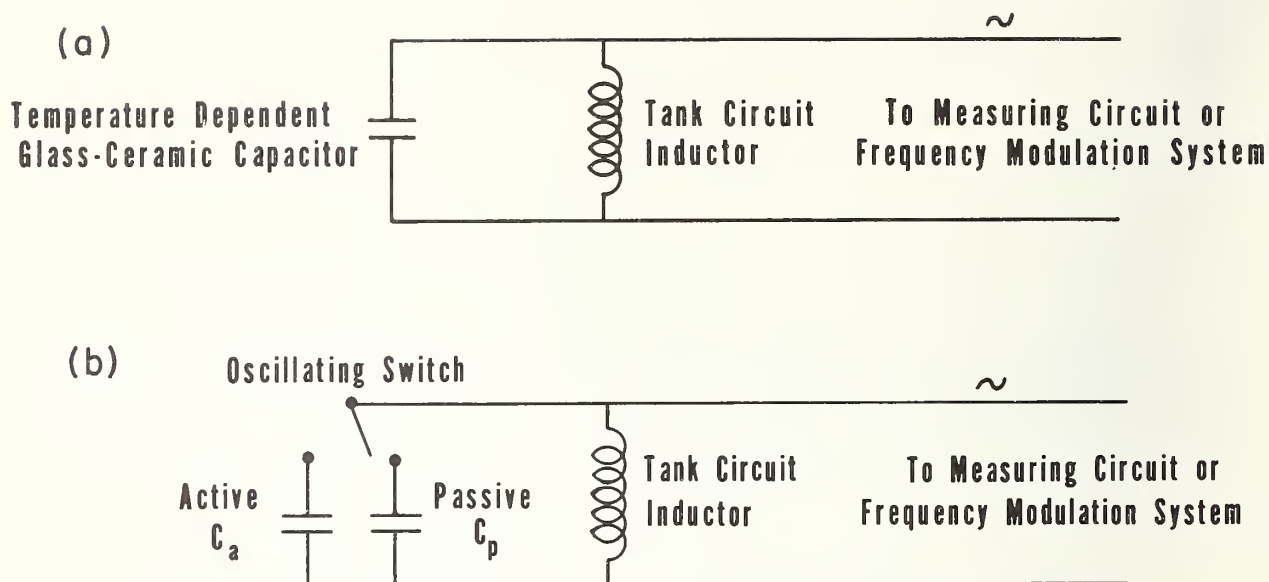 (a)
~
Temperature Dependent
Glass-Ceramic Capacitor
Tank Circuit
Inductor
To Measuring Circuit or
Frequency Modulation System
(b)
Oscillating Switch
~
Active
Ca
Passive
Cp
Tank Circuit
Inductor
To Measuring Circuit or
Frequency Modulation System